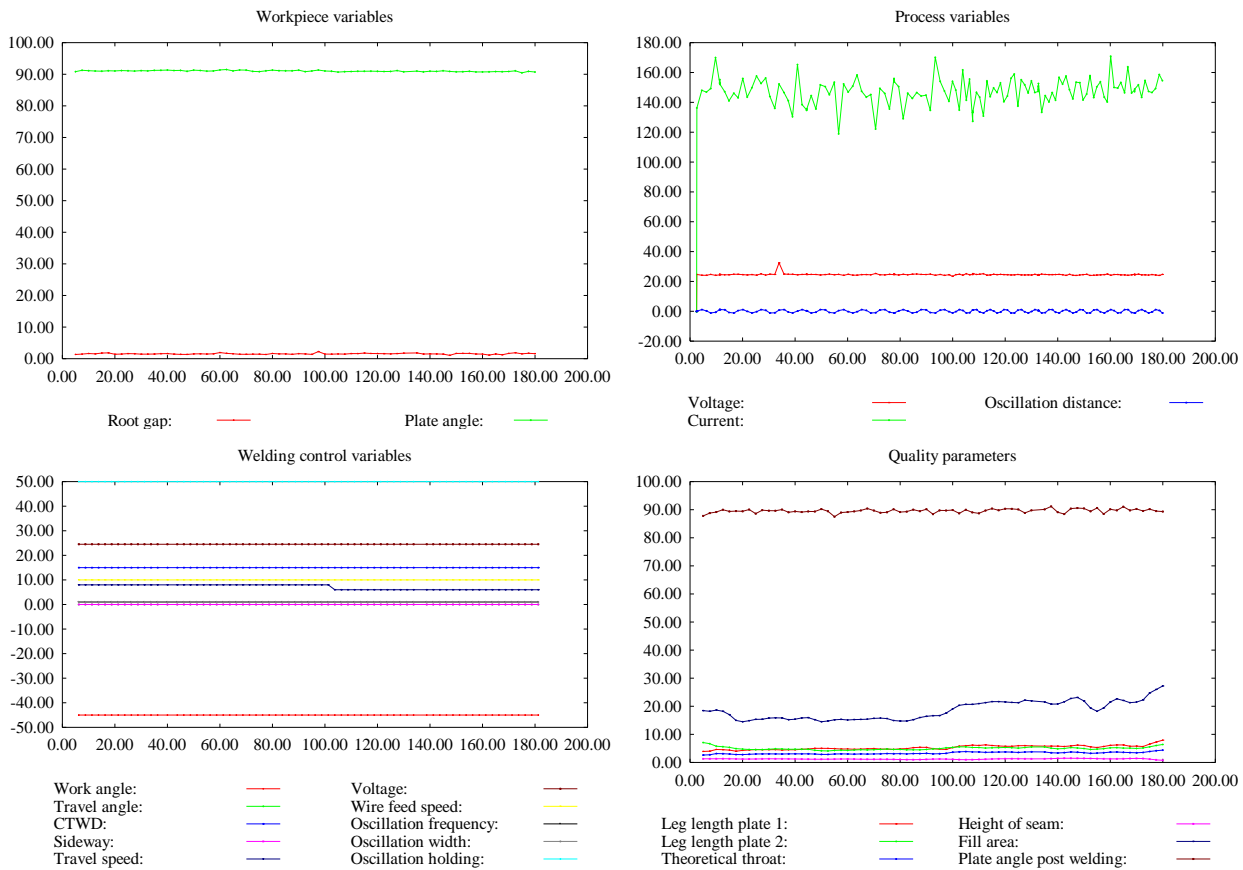 Workpiece variables
100.00
90.00
80.00
70.00
60.00
50.00
40.00
30.00
20.00
10.00
0.00
0.00 20.00 40.00 60.00 80.00 100.00 120.00 140.00 160.00 180.00 200.00
Root gap: Plate angle:
Process variables
180.00
160.00
140.00
120.00
100.00
80.00
60.00
40.00
20.00
0.00
-20.00
0.00 20.00 40.00 60.00 80.00 100.00 120.00 140.00 160.00 180.00 200.00
Voltage: Oscillation distance:
Current:
Welding control variables
50.00
40.00
30.00
20.00
10.00
0.00
-10.00
-20.00
-30.00
-40.00
-50.00
0.00 20.00 40.00 60.00 80.00 100.00 120.00 140.00 160.00 180.00 200.00
Work angle: Voltage:
Travel angle: Wire feed speed:
CTWD: Oscillation frequency:
Sideway: Oscillation width:
Travel speed: Oscillation holding:
Quality parameters
100.00
90.00
80.00
70.00
60.00
50.00
40.00
30.00
20.00
10.00
0.00
0.00 20.00 40.00 60.00 80.00 100.00 120.00 140.00 160.00 180.00 200.00
Leg length plate 1: Height of seam:
Leg length plate 2: Fill area:
Theoretical throat: Plate angle post welding: